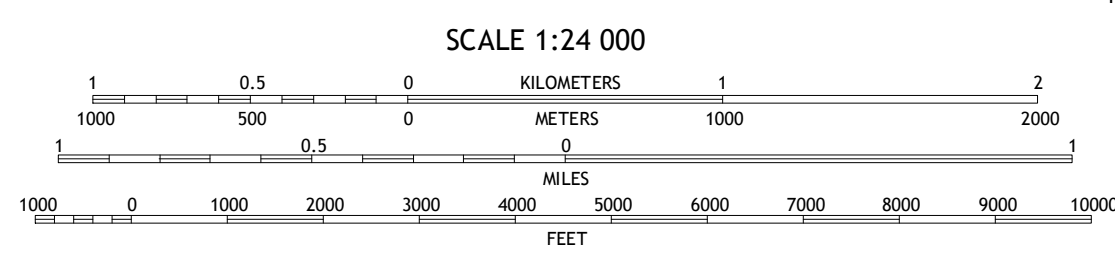 SCALE 1:24 000
1 0.5 0 KILOMETERS 1 2
1000 500 0 METERS 1000 2000
1 0.5 0 1
MILES
1000 0 1000 2000 3000 4000 5000 6000 7000 8000 9000 10000
FEET